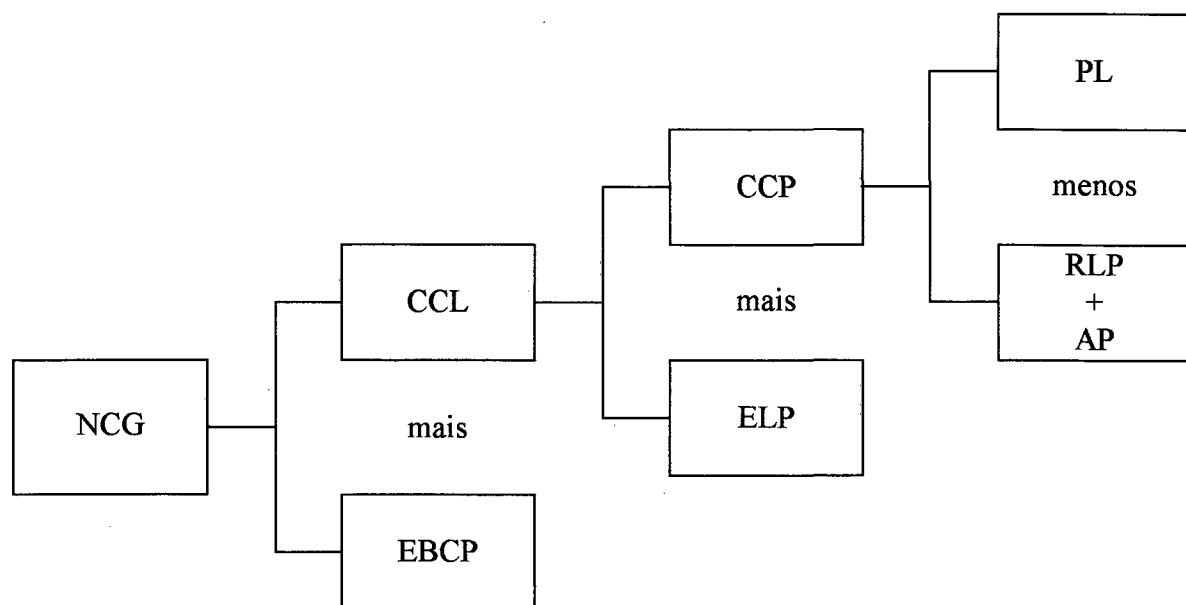 PL
CCP
menos
CCL
mais
RLP
+
AP
NCG
mais
ELP
EBCP